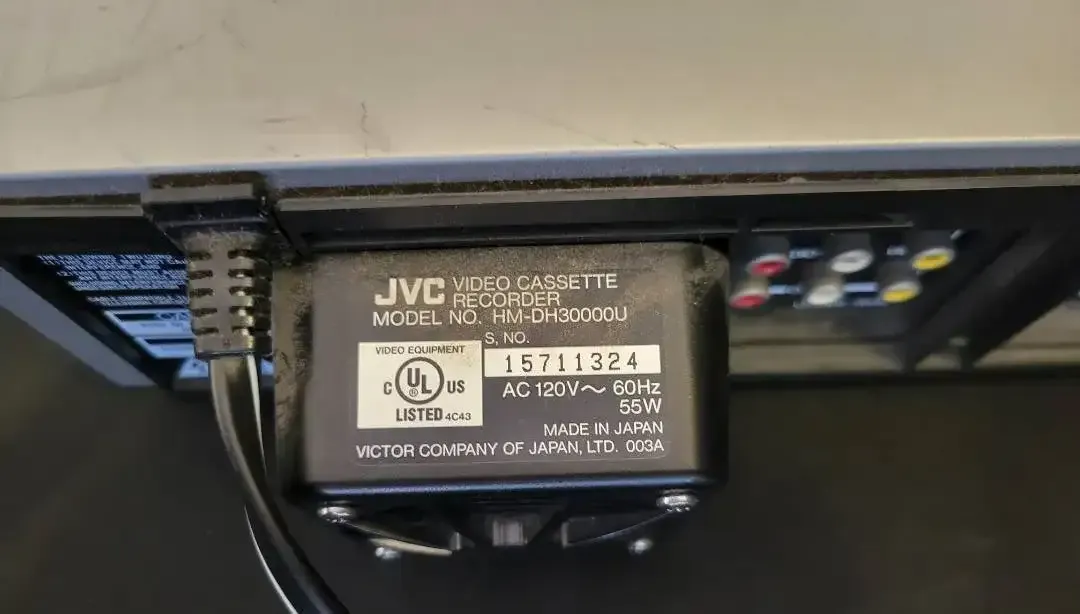 JVC VIDEO CASSETTE RECORDER
MODEL NO. HM-DH30000U
S, NO.
15711324
VIDEO EQUIPMENT
C UL ® US
LISTED 4C43
AC 120V～ 60Hz
55W
MADE IN JAPAN
VICTOR COMPANY OF JAPAN, LTD. 003A